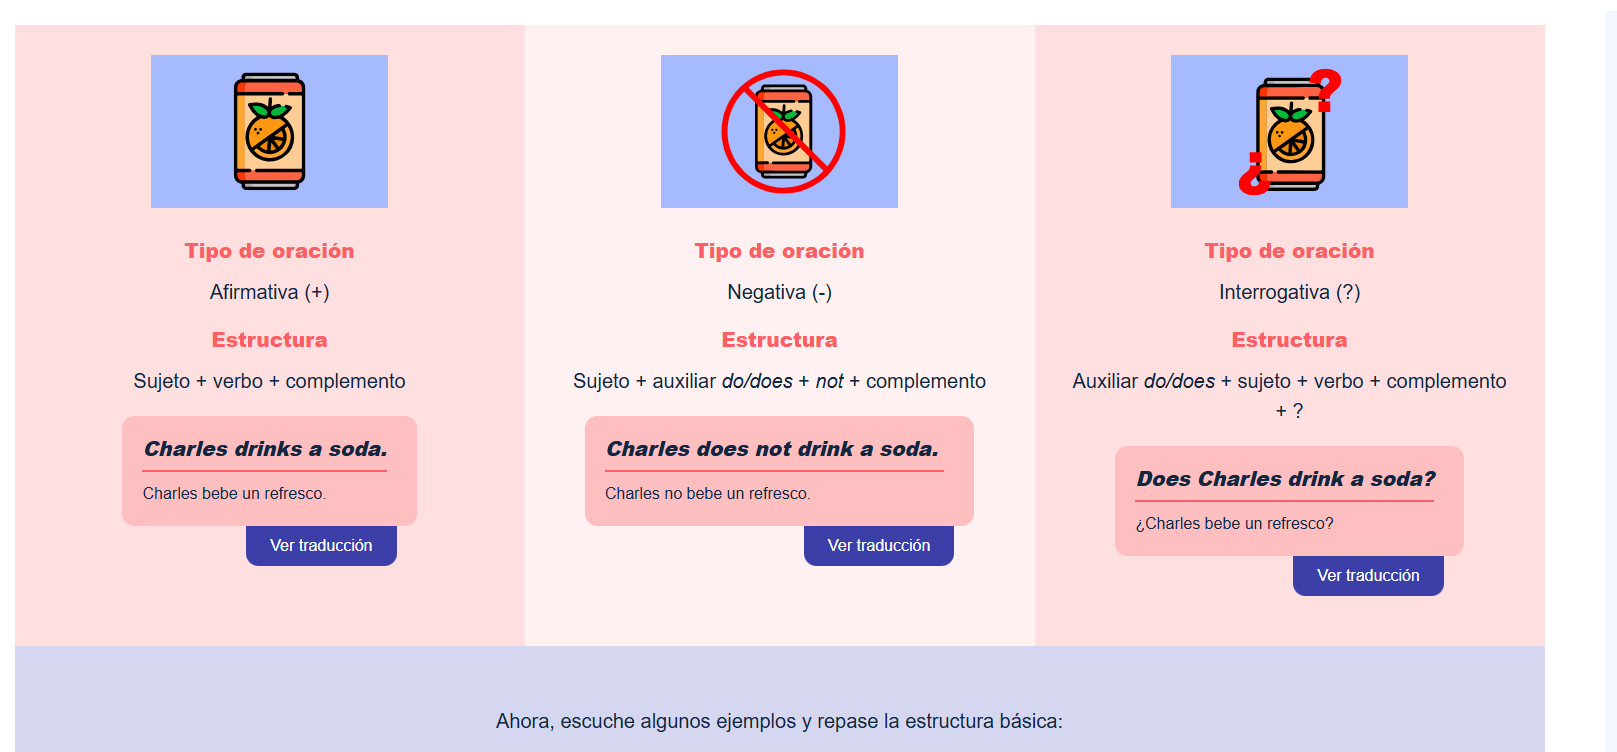 Tipo de oración
Afirmativa (+)
Estructura
Sujeto + verbo + complemento
Charles drinks a soda.
Charles bebe un refresco.
Ver traducción
Tipo de oración
Negativa (-)
Estructura
Sujeto + auxiliar do/does + not + complemento
Charles does not drink a soda.
Charles no bebe un refresco.
Ver traducción
? ¿
Tipo de oración
Interrogativa (?)
Estructura
Auxiliar do/does + sujeto + verbo + complemento
+ ?
Does Charles drink a soda?
¿Charles bebe un refresco?
Ver traducción
Ahora, escuche algunos ejemplos y repase la estructura básica: